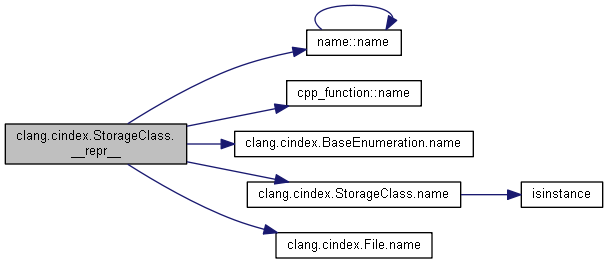 name::name
cpp_function::name
clang.cindex.StorageClass.
__repr__
clang.cindex.BaseEnumeration.name
clang.cindex.StorageClass.name
isinstance
clang.cindex.File.name